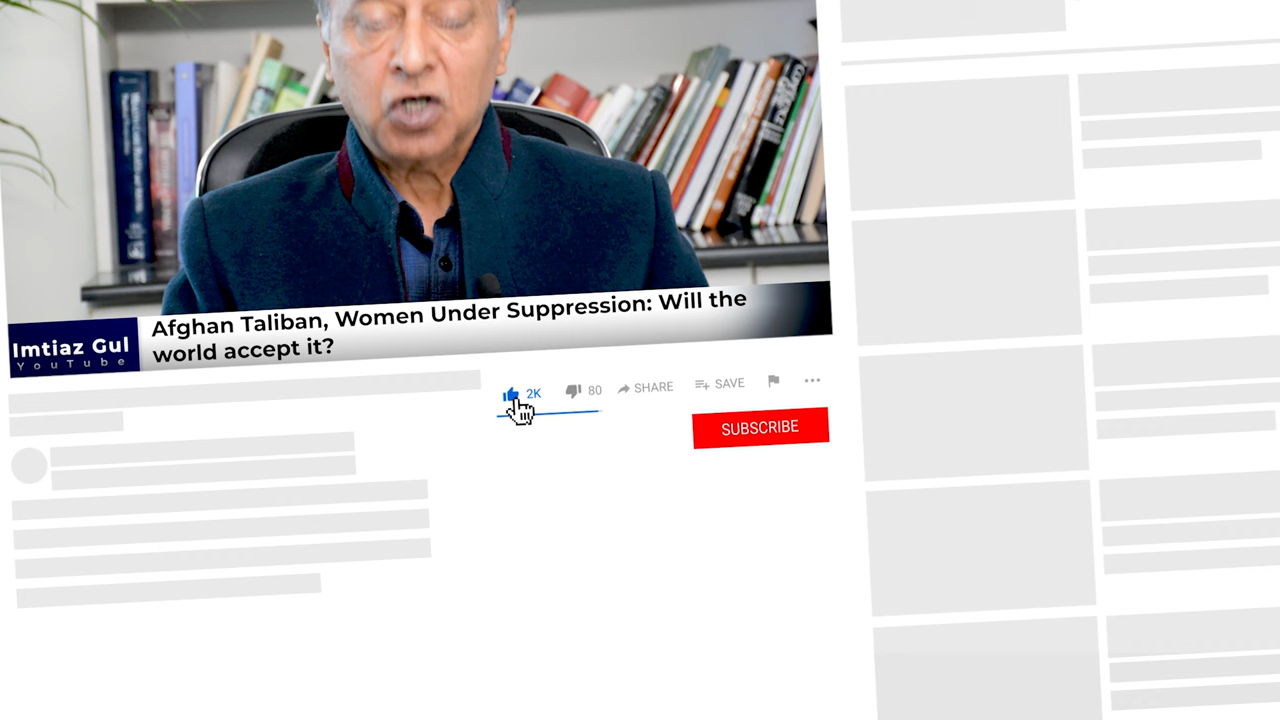 Afghan Taliban, Women Under Suppression: Will the
world accept it?
Imtiaz Gul
YouTube
2K
80
SHARE
SAVE
SUBSCRIBE